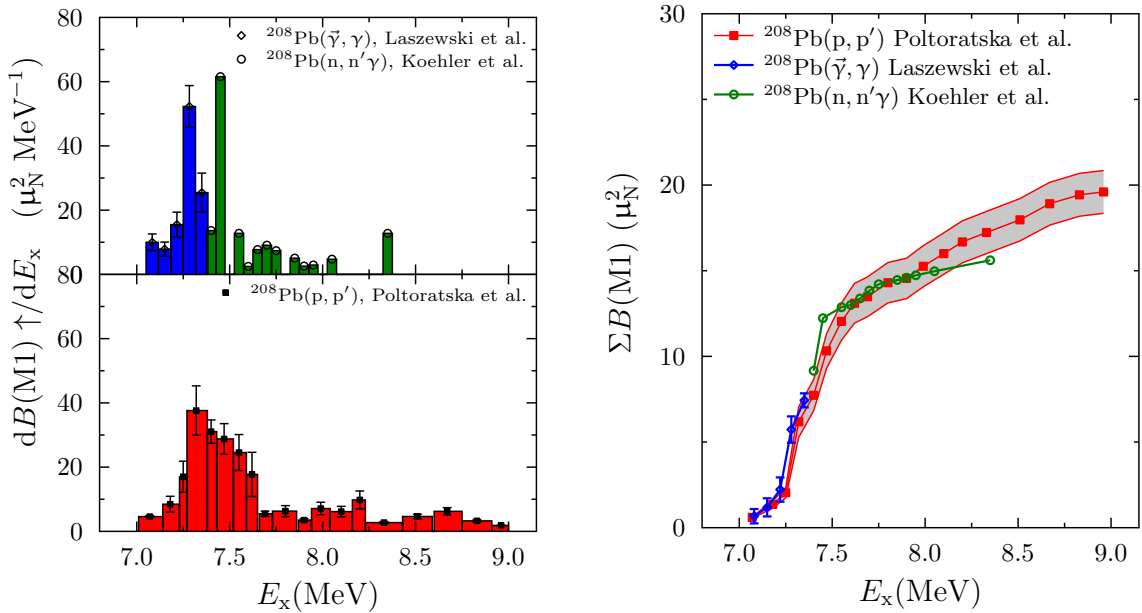 dB(M1) ↑/dEₓ (μ_N² MeV⁻¹)
80
60
40
20
80
60
40
20
0
²⁰⁸Pb(γ⃗, γ), Laszewski et al.
²⁰⁸Pb(n, n′γ), Koehler et al.
²⁰⁸Pb(p, p′), Poltoratska et al.
7.0 7.5 8.0 8.5 9.0
Eₓ(MeV)
ΣB(M1) (μ_N²)
30
20
10
0
²⁰⁸Pb(p, p′) Poltoratska et al.
²⁰⁸Pb(γ⃗, γ) Laszewski et al.
²⁰⁸Pb(n, n′γ) Koehler et al.
7.0 7.5 8.0 8.5 9.0
Eₓ(MeV)